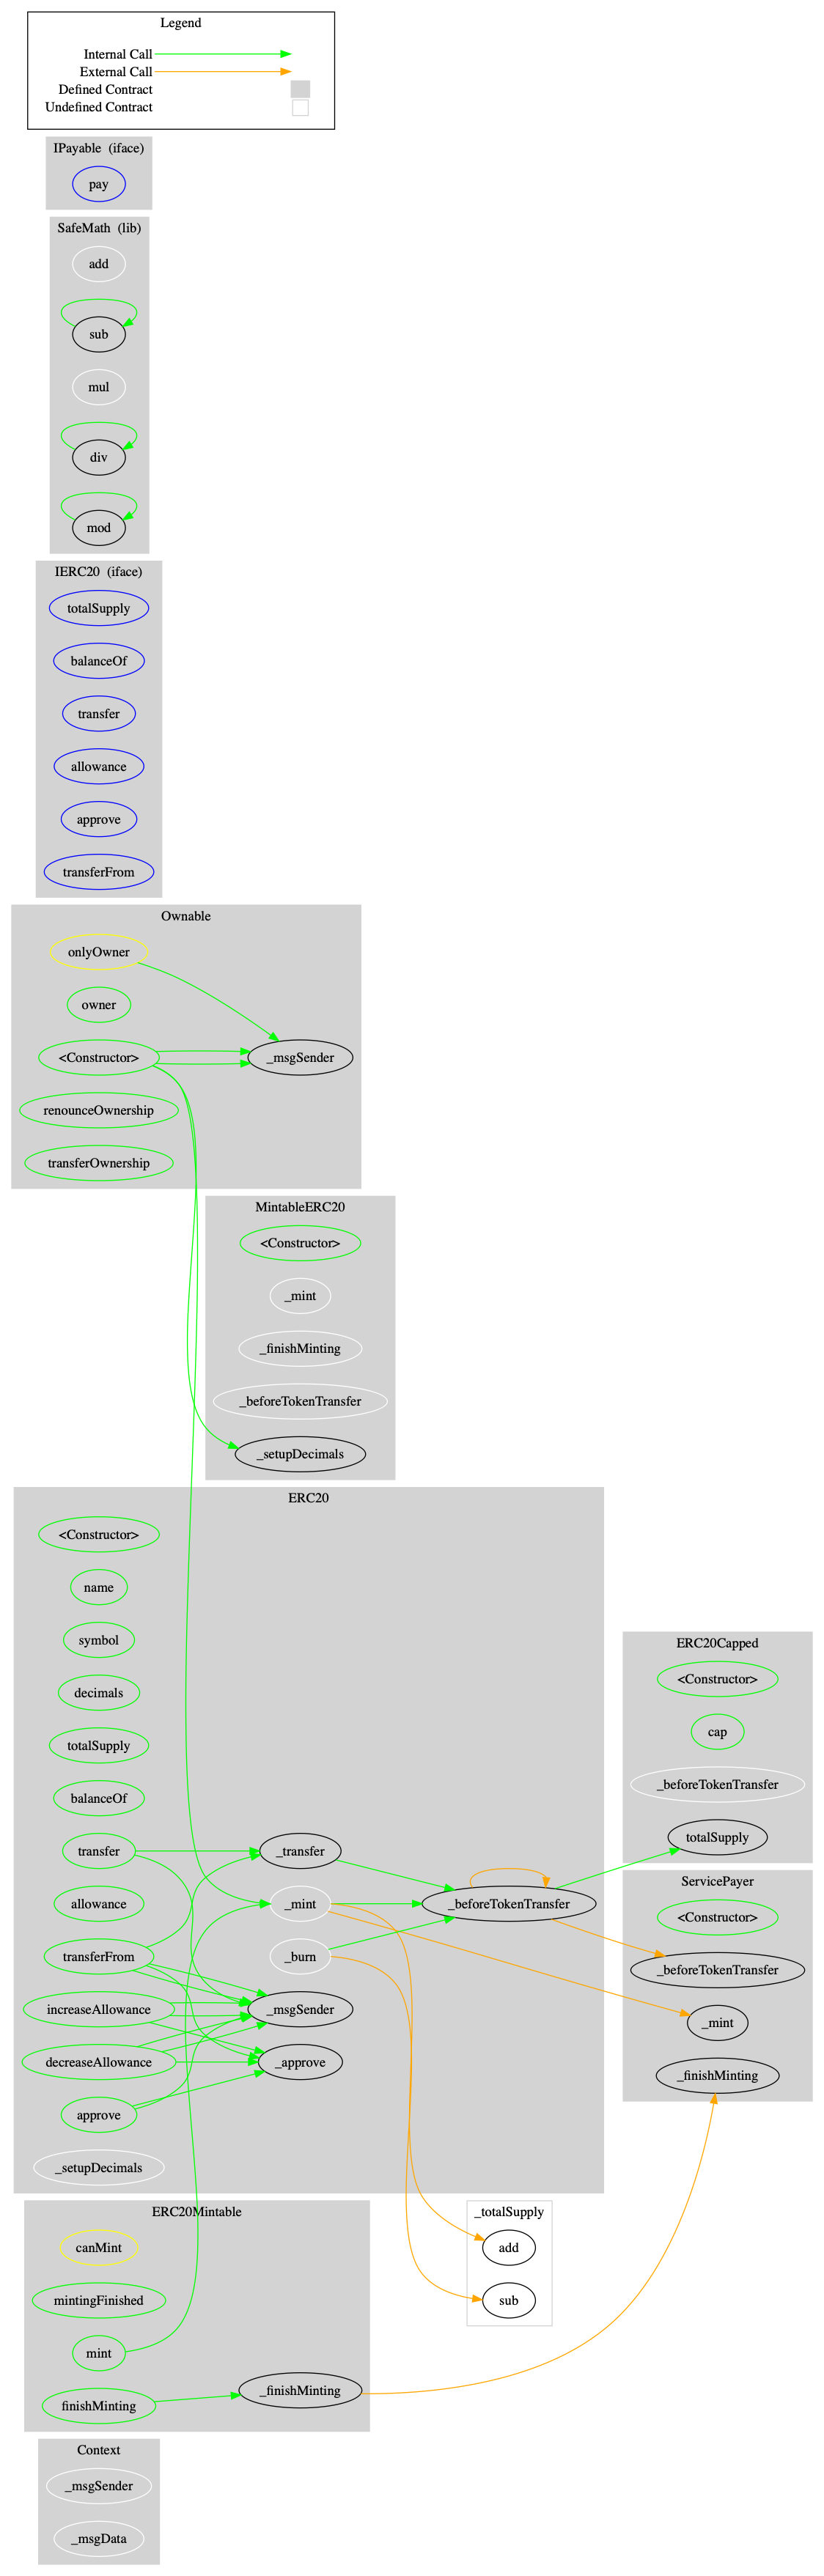 Legend
Internal Call
External Call
Defined Contract
Undefined Contract
IPayable (iface)
pay
SafeMath (lib)
add
sub
mul
div
mod
IERC20 (iface)
totalSupply
balanceOf
transfer
allowance
approve
transferFrom
Ownable
onlyOwner
owner
<Constructor>
_msgSender
renounceOwnership
transferOwnership
MintableERC20
<Constructor>
_mint
_finishMinting
_beforeTokenTransfer
_setupDecimals
ERC20
<Constructor>
name
symbol
decimals
totalSupply
balanceOf
transfer
_transfer
allowance
_mint
_beforeTokenTransfer
transferFrom
_burn
increaseAllowance
_msgSender
decreaseAllowance
_approve
approve
_setupDecimals
ERC20Capped
<Constructor>
cap
_beforeTokenTransfer
totalSupply
ServicePayer
<Constructor>
_beforeTokenTransfer
_mint
_finishMinting
ERC20Mintable
canMint
mintingFinished
mint
finishMinting
_finishMinting
_totalSupply
add
sub
Context
_msgSender
_msgData